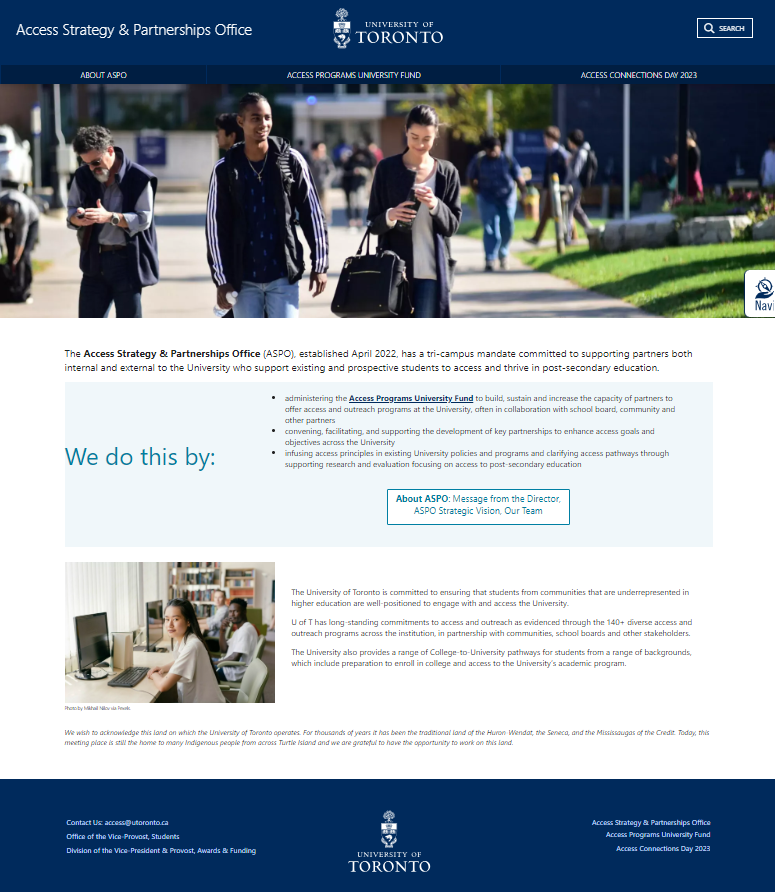 Access Strategy & Partnerships Office
UNIVERSITY OF
TORONTO
SEARCH
ABOUT ASPO
ACCESS PROGRAMS UNIVERSITY FUND
ACCESS CONNECTIONS DAY 2023
Navi
The Access Strategy & Partnerships Office (ASPO), established April 2022, has a tri-campus mandate committed to supporting partners both
internal and external to the University who support existing and prospective students to access and thrive in post-secondary education.
We do this by:
• administering the Access Programs University Fund to build, sustain and increase the capacity of partners to
offer access and outreach programs at the University, often in collaboration with school board, community and
other partners
• convening, facilitating, and supporting the development of key partnerships to enhance access goals and
objectives across the University
• infusing access principles in existing University policies and programs and clarifying access pathways through
supporting research and evaluation focusing on access to post-secondary education
About ASPO: Message from the Director,
ASPO Strategic Vision, Our Team
The University of Toronto is committed to ensuring that students from communities that are underrepresented in
higher education are well-positioned to engage with and access the University.
U of T has long-standing commitments to access and outreach as evidenced through the 140+ diverse access and
outreach programs across the institution, in partnership with communities, school boards and other stakeholders.
The University also provides a range of College-to-University pathways for students from a range of backgrounds,
which include preparation to enroll in college and access to the University's academic program.
Photo by Mikhail Nilov via Pexels
We wish to acknowledge this land on which the University of Toronto operates. For thousands of years it has been the traditional land of the Huron-Wendat, the Seneca, and the Mississaugas of the Credit. Today, this
meeting place is still the home to many Indigenous people from across Turtle Island and we are grateful to have the opportunity to work on this land.
Contact Us: access@utoronto.ca
Office of the Vice-Provost, Students
Division of the Vice-President & Provost, Awards & Funding
UNIVERSITY OF
TORONTO
Access Strategy & Partnerships Office
Access Programs University Fund
Access Connections Day 2023